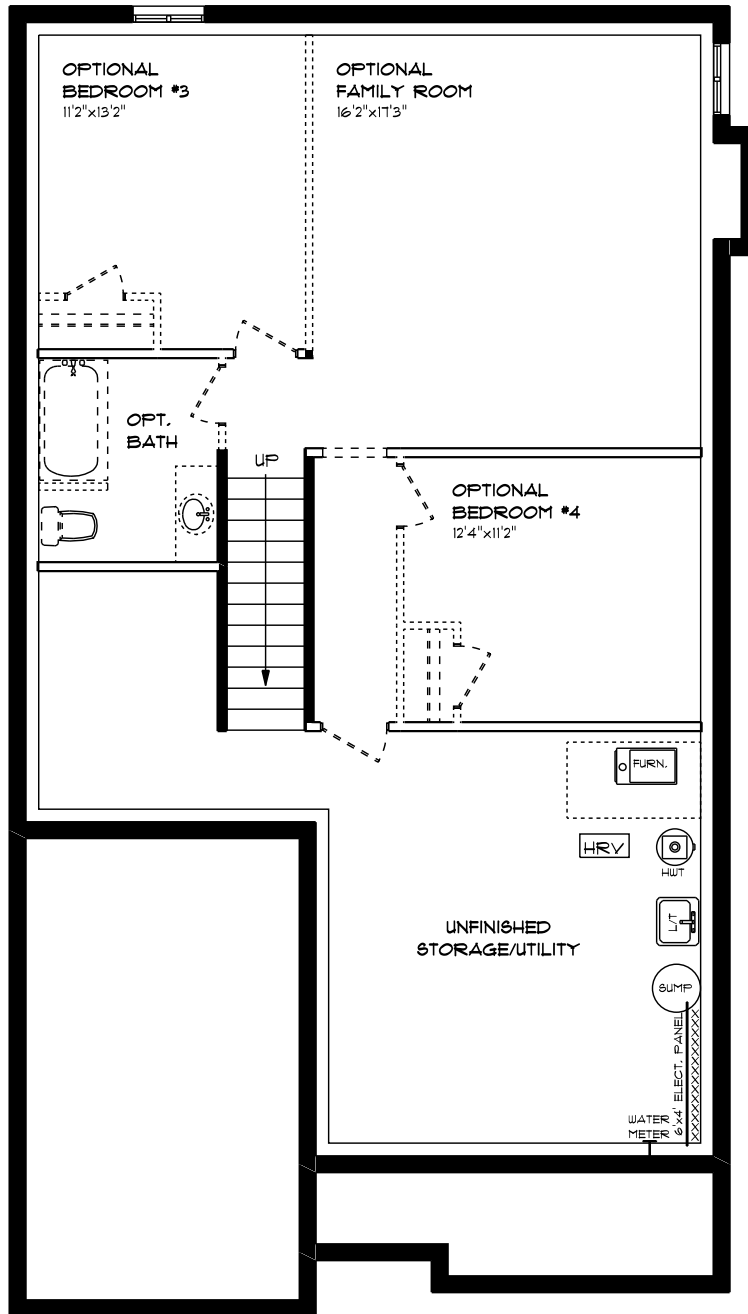 OPTIONAL
BEDROOM #3
11'2"x13'2"
OPTIONAL
FAMILY ROOM
16'2"x17'3"
OPT.
BATH
UP
OPTIONAL
BEDROOM #4
12'4"x11'2"
FURN.
HRV
HWT
L/T
UNFINISHED
STORAGE/UTILITY
SUMP
6'x4' ELECT. PANEL
WATER
METER